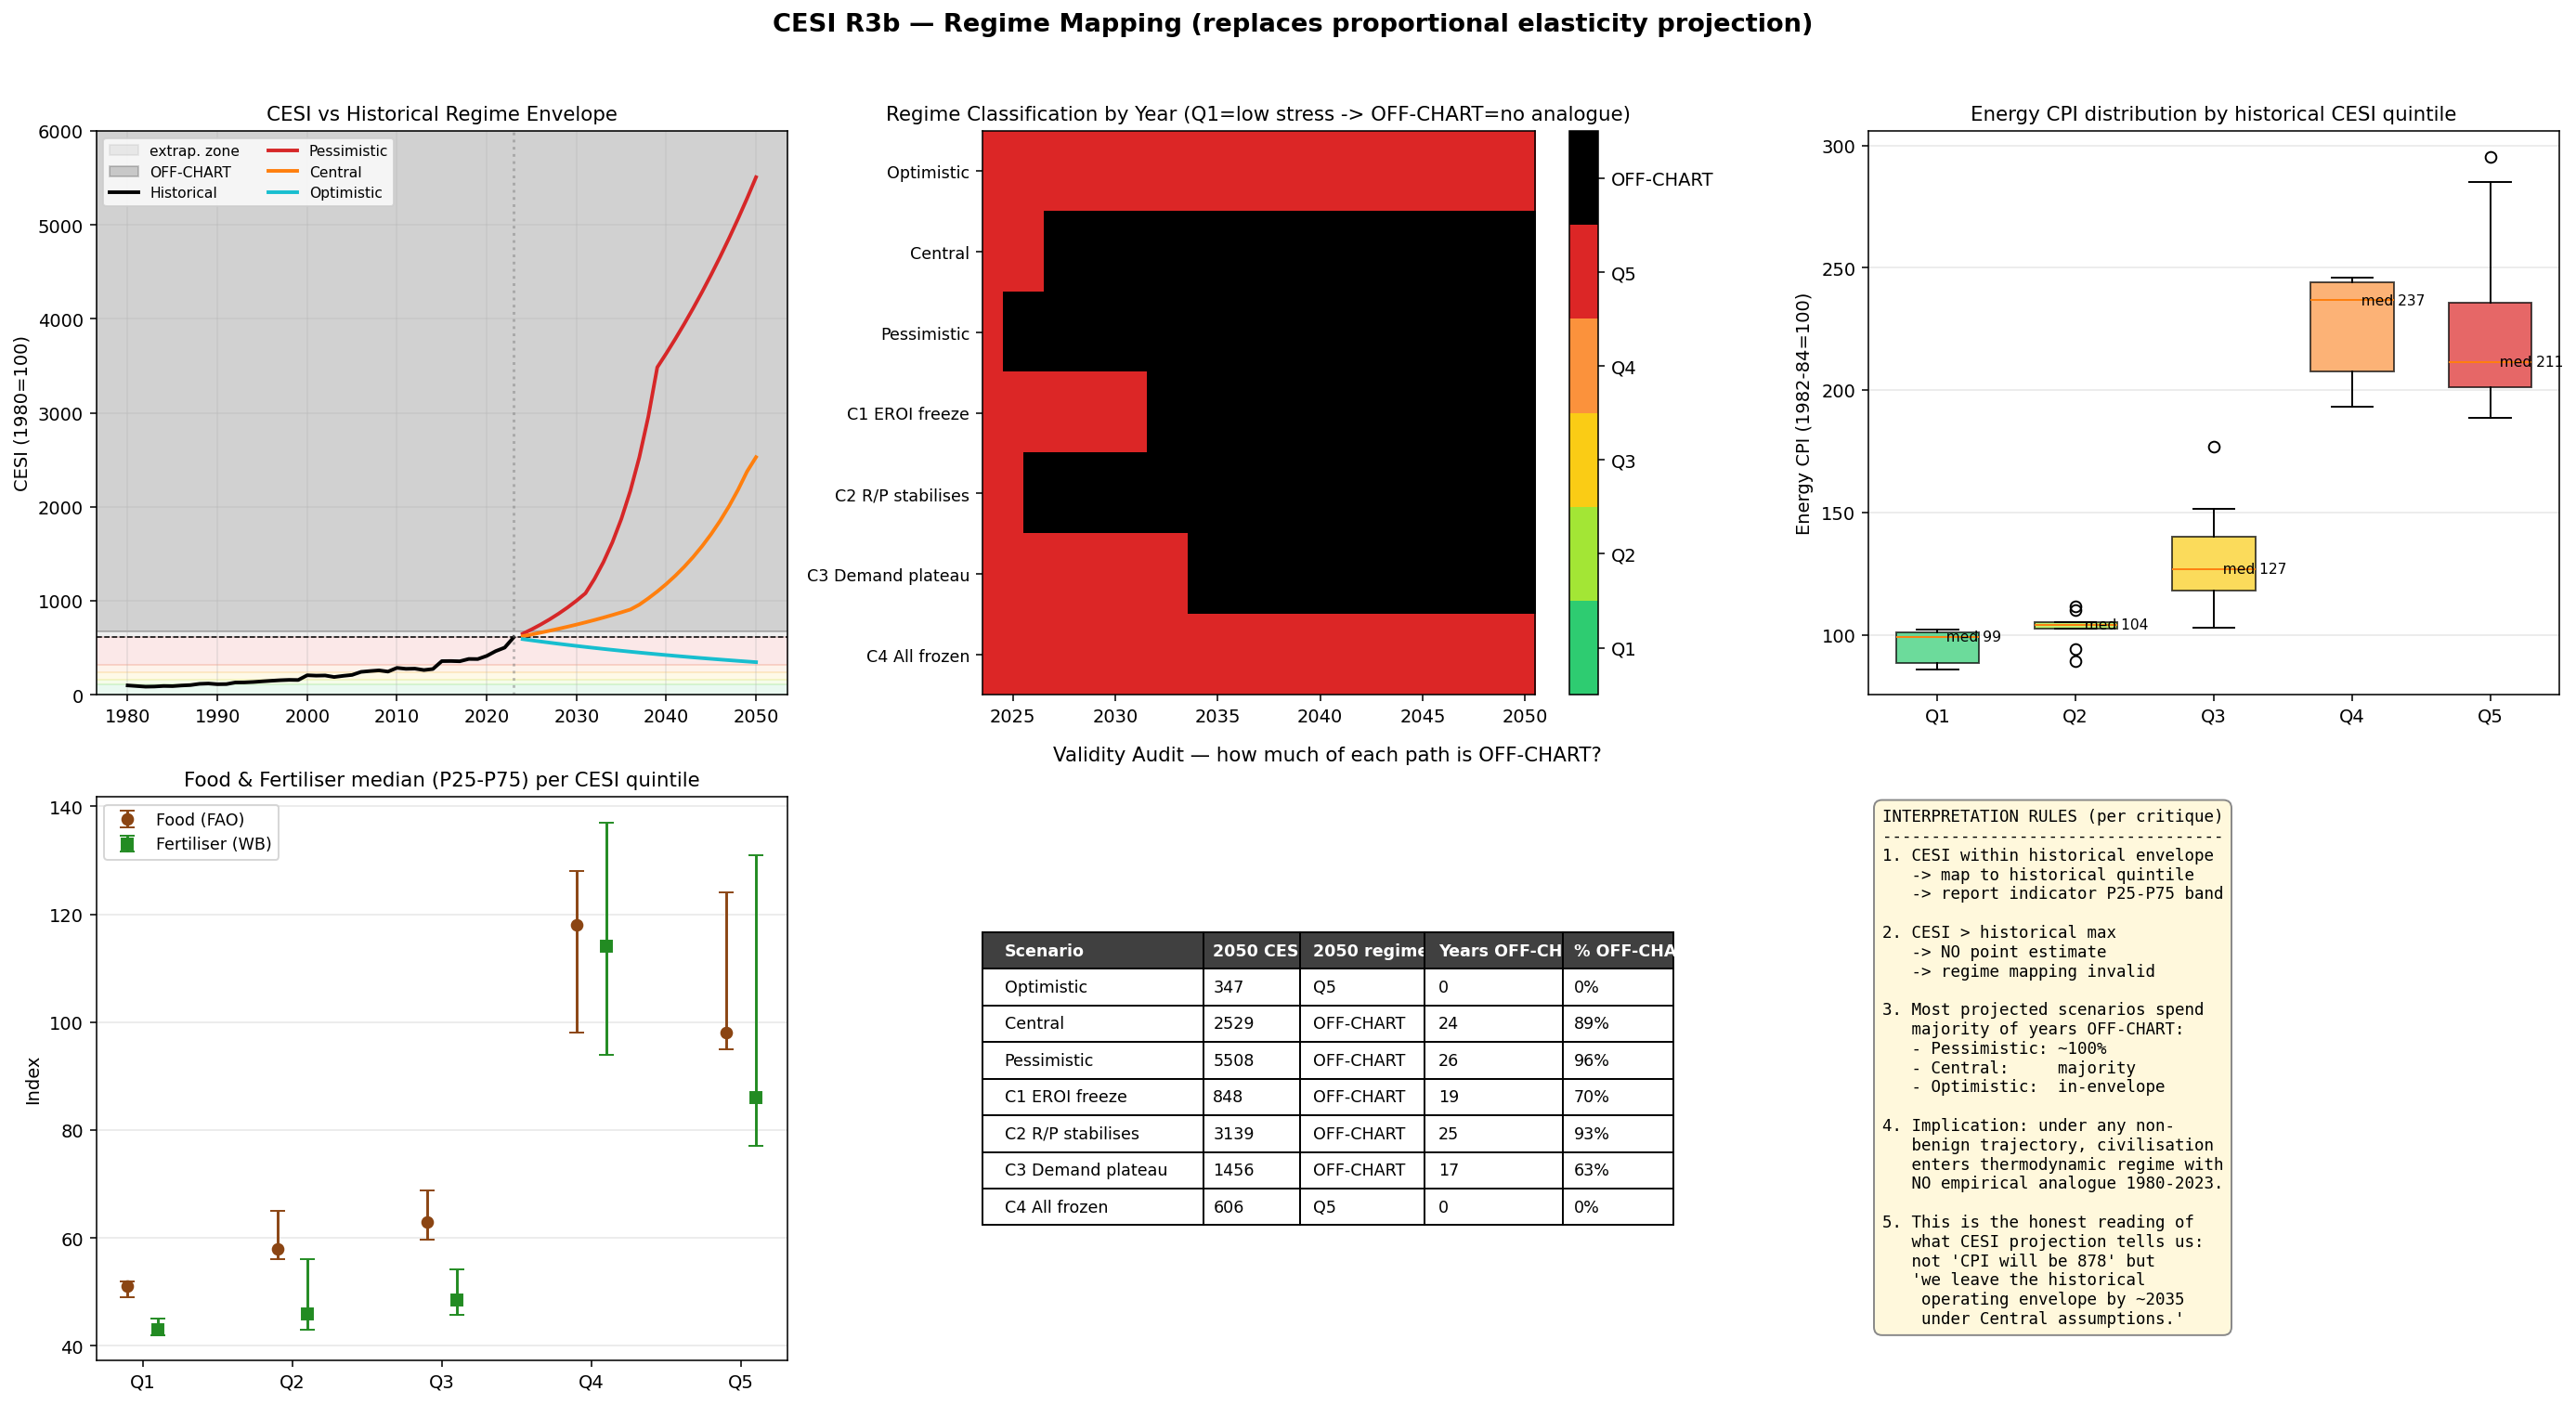 CESI R3b — Regime Mapping (replaces proportional elasticity projection)
CESI vs Historical Regime Envelope
CESI (1980=100)
6000
5000
4000
3000
2000
1000
0
extrap. zone
OFF-CHART
Historical
Pessimistic
Central
Optimistic
1980 1990 2000 2010 2020 2030 2040 2050
Regime Classification by Year (Q1=low stress -> OFF-CHART=no analogue)
Optimistic
Central
Pessimistic
C1 EROI freeze
C2 R/P stabilises
C3 Demand plateau
C4 All frozen
2025 2030 2035 2040 2045 2050
OFF-CHART
Q5
Q4
Q3
Q2
Q1
Energy CPI distribution by historical CESI quintile
Energy CPI (1982-84=100)
300
250
200
150
100
med 99
med 104
med 127
med 237
med 211
Q1 Q2 Q3 Q4 Q5
Food & Fertiliser median (P25-P75) per CESI quintile
Index
140
120
100
80
60
40
Food (FAO)
Fertiliser (WB)
Q1 Q2 Q3 Q4 Q5
Validity Audit — how much of each path is OFF-CHART?
Scenario 2050 CES 2050 regime Years OFF-CH % OFF-CHA
Optimistic 347 Q5 0 0%
Central 2529 OFF-CHART 24 89%
Pessimistic 5508 OFF-CHART 26 96%
C1 EROI freeze 848 OFF-CHART 19 70%
C2 R/P stabilises 3139 OFF-CHART 25 93%
C3 Demand plateau 1456 OFF-CHART 17 63%
C4 All frozen 606 Q5 0 0%
INTERPRETATION RULES (per critique)
-----------------------------------
1. CESI within historical envelope
-> map to historical quintile
-> report indicator P25-P75 band
2. CESI > historical max
-> NO point estimate
-> regime mapping invalid
3. Most projected scenarios spend
majority of years OFF-CHART:
- Pessimistic: ~100%
- Central: majority
- Optimistic: in-envelope
4. Implication: under any non-
benign trajectory, civilisation
enters thermodynamic regime with
NO empirical analogue 1980-2023.
5. This is the honest reading of
what CESI projection tells us:
not 'CPI will be 878' but
'we leave the historical
operating envelope by ~2035
under Central assumptions.'